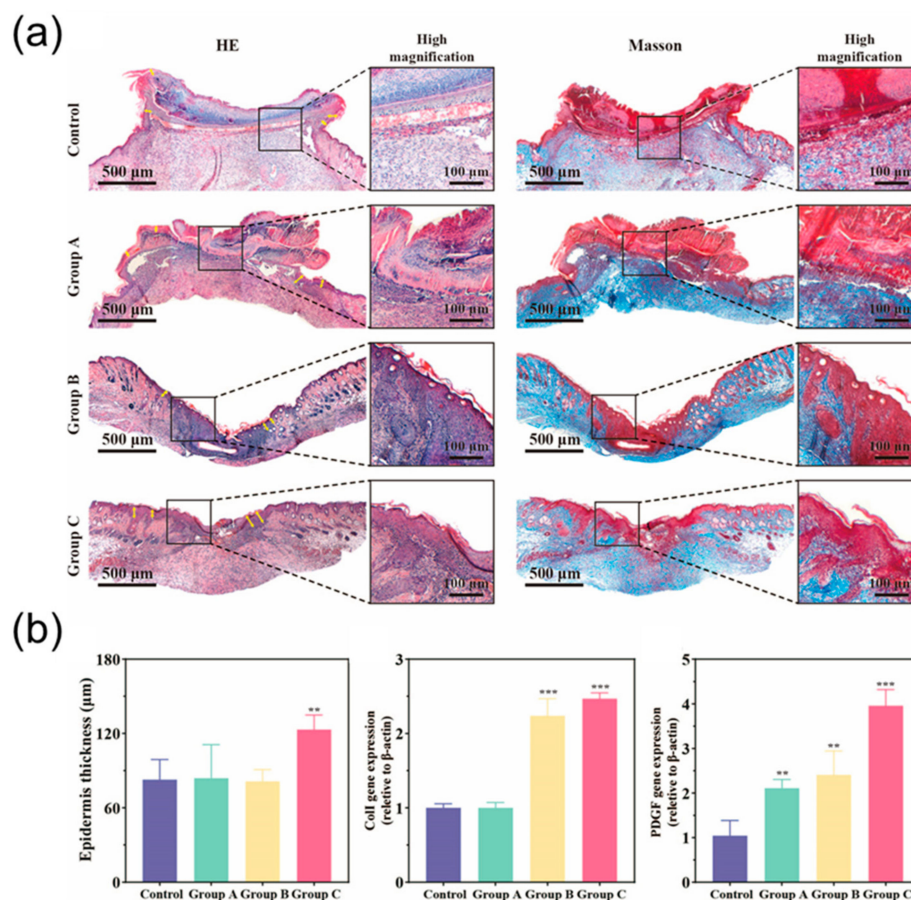 (a)
HE
High
magnification
Masson
High
magnification
Control
500 μm
100 μm
500 μm
100 μm
Group A
500 μm
100 μm
500 μm
100 μm
Group B
500 μm
100 μm
500 μm
100 μm
Group C
500 μm
100 μm
500 μm
100 μm
(b)
Epidermis thickness (μm)
180
120
60
0
**
Control Group A Group B Group C
ColI gene expression
(reletive to β-actin)
3
2
1
0
***
***
Control Group A Group B Group C
PDGF gene expression
(reletive to β-actin)
5
4
3
2
1
0
**
**
***
Control Group A Group B Group C